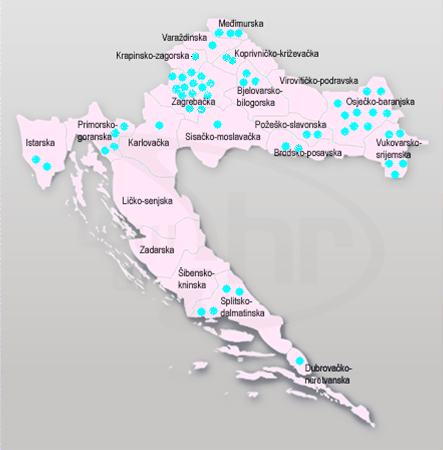 Međimurska
Varaždinska
Krapinsko-zagorska
Koprivničko-križevačka
Virovitičko-podravska
Bjelovarsko-
bilogorska
Zagrebačka
Osječko-baranjska
Požeško-slavonska
Primorsko-
goranska
Istarska
Karlovačka
Sisačko-moslavačka
Brodsko-posavska
Vukovarsko-
srijemska
Ličko-senjska
Zadarska
Šibensko-
kninska
Splitsko-
dalmatinska
Dubrovačko-
neretvanska
hr